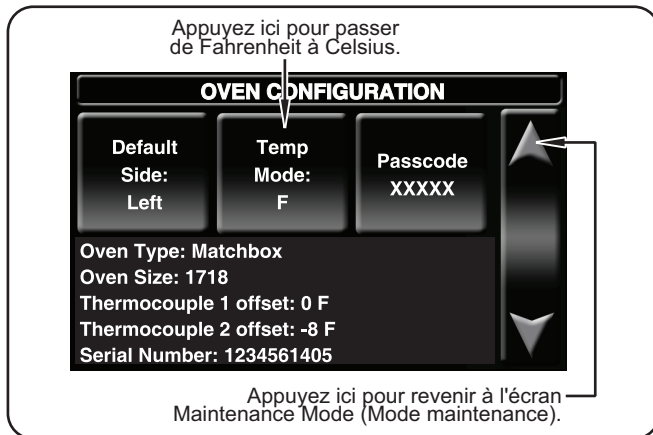 Appuyez ici pour passer
de Fahrenheit à Celsius.
OVEN CONFIGURATION
Default
Side:
Left
Temp
Mode:
F
Passcode
XXXXX
Oven Type: Matchbox
Oven Size: 1718
Thermocouple 1 offset: 0 F
Thermocouple 2 offset: -8 F
Serial Number: 1234561405
Appuyez ici pour revenir à l'écran
Maintenance Mode (Mode maintenance).